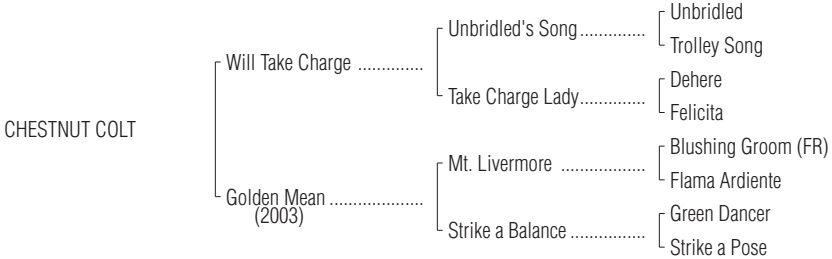 Unbridled
Unbridled's Song..............
Trolley Song
Will Take Charge ..............
Dehere
Take Charge Lady..............
Felicita
CHESTNUT COLT
Blushing Groom (FR)
Mt. Livermore ..................
Flama Ardiente
Golden Mean ....................
(2003)
Green Dancer
Strike a Balance ................
Strike a Pose